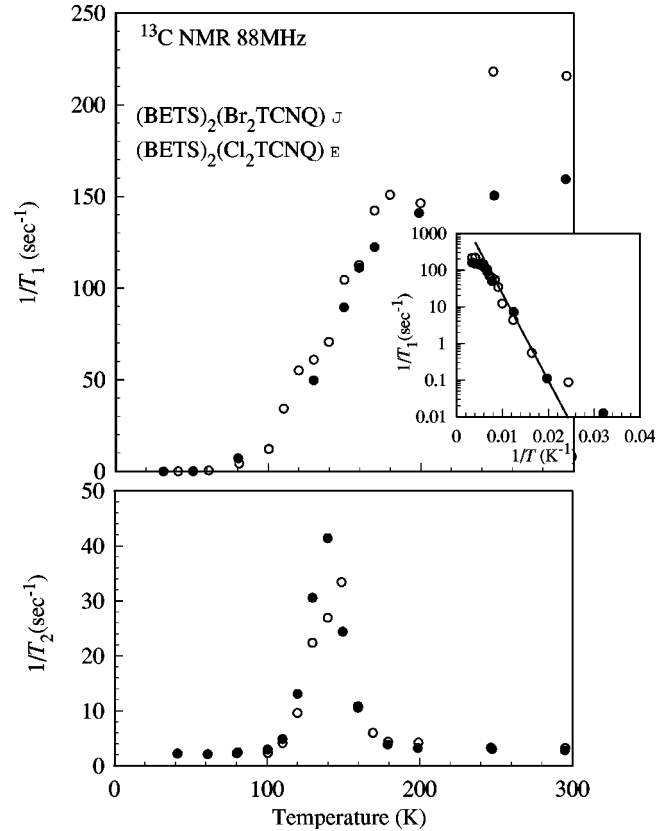 250
¹³C NMR 88MHz
200
(BETS)₂(Br₂TCNQ) J
(BETS)₂(Cl₂TCNQ) E
150
1/T₁ (sec⁻¹)
100
50
0
1000
100
10
1
0.1
0.01
1/T₁(sec⁻¹)
0 0.01 0.02 0.03 0.04
1/T (K⁻¹)
50
40
30
20
10
0
1/T₂(sec⁻¹)
0 100 200 300
Temperature (K)